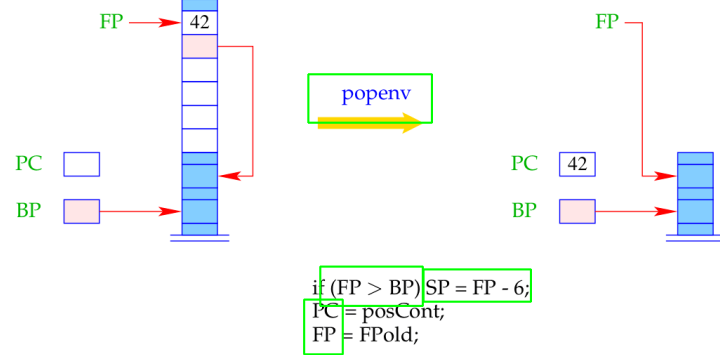 FP
42
FP
popenv
PC
PC
42
BP
BP
if (FP > BP) SP = FP - 6;
PC = posCont;
FP = FPold;